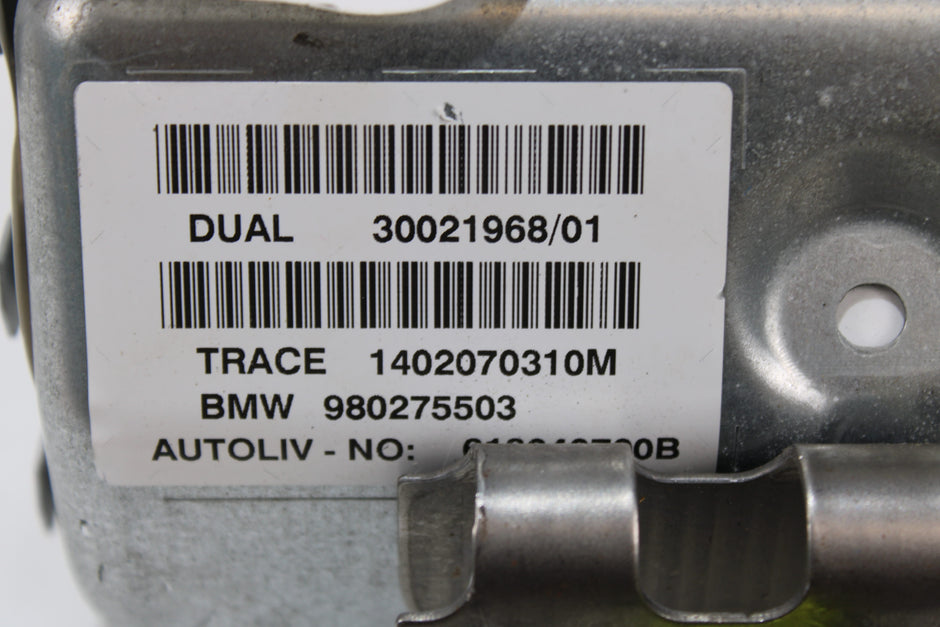 DUAL 30021968/01
TRACE 1402070310M
BMW 980275503
AUTOLIV - NO: